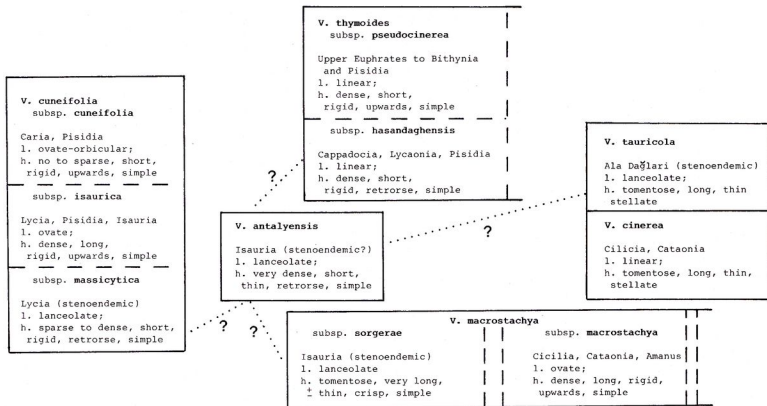 V. thymoides
subsp. pseudocinerea
Upper Euphrates to Bithynia
and Pisidia
l. linear;
h. dense, short,
rigid, upwards, simple
subsp. hasandaghensis
Cappadocia, Lycaonia, Pisidia
l. linear;
h. dense, short,
rigid, retrorse, simple
V. cuneifolia
subsp. cuneifolia
Caria, Pisidia
l. ovate-orbicular;
h. no to sparse, short,
rigid, upwards, simple
subsp. isaurica
Lycia, Pisidia, Isauria
l. ovate;
h. dense, long,
rigid, upwards, simple
subsp. massicytica
Lycia (stenoendemic)
l. lanceolate;
h. sparse to dense, short,
rigid, retrorse, simple
?
V. antalyensis
Isauria (stenoendemic?)
l. lanceolate;
h. very dense, short,
thin, retrorse, simple
?
V. tauricola
Ala Dağlari (stenoendemic)
l. lanceolate;
h. tomentose, long, thin
stellate
V. cinerea
Cilicia, Cataonia
l. linear;
h. tomentose, long, thin,
stellate
?
?
V. macrostachya
subsp. sorgerae
Isauria (stenoendemic)
l. lanceolate
h. tomentose, very long,
± thin, crisp, simple
subsp. macrostachya
Cicilia, Cataonia, Amanus
l. ovate;
h. dense, long, rigid,
upwards, simple